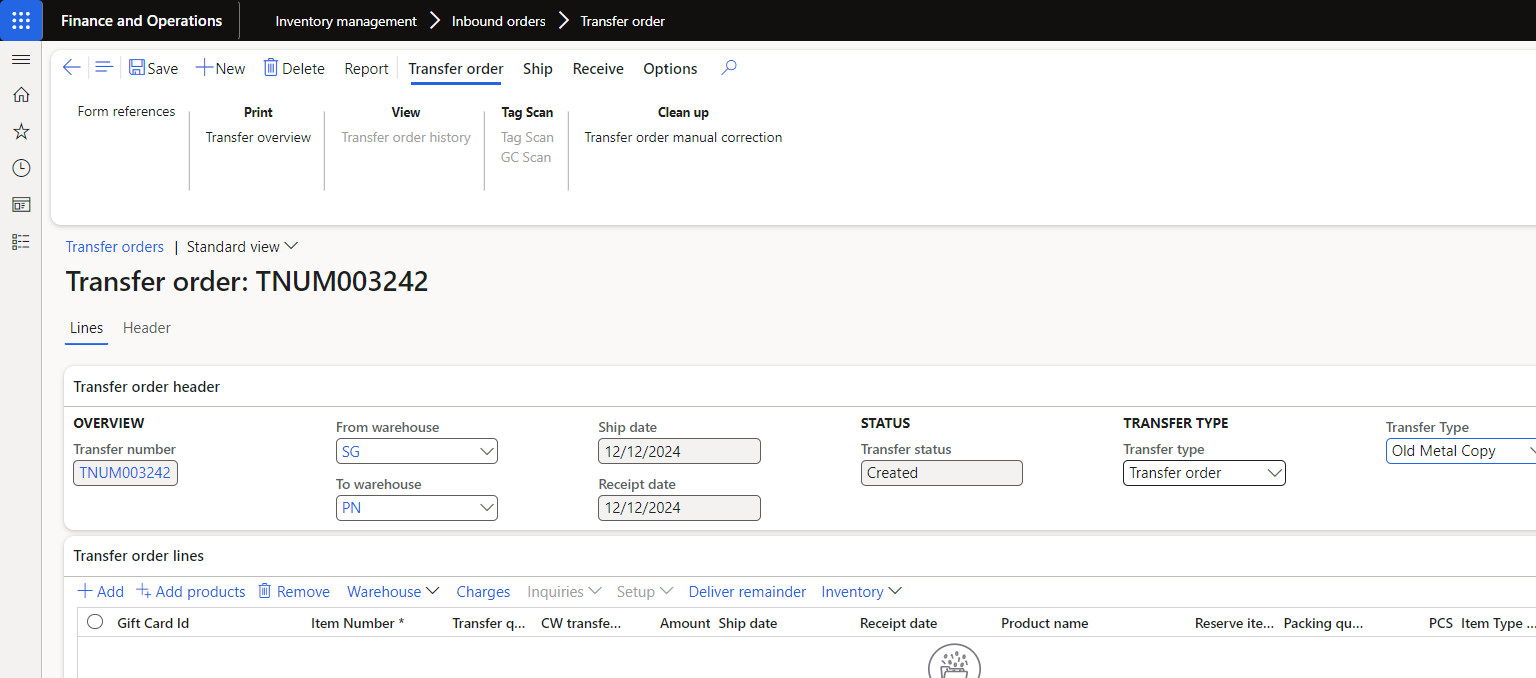 Finance and Operations
Inventory management > Inbound orders > Transfer order
Save New Delete Report Transfer order Ship Receive Options
Form references
Print
Transfer overview
View
Transfer order history
Tag Scan
Tag Scan
GC Scan
Clean up
Transfer order manual correction
Transfer orders | Standard view
Transfer order: TNUM003242
Lines Header
Transfer order header
OVERVIEW
Transfer number
TNUM003242
From warehouse
SG
To warehouse
PN
Ship date
12/12/2024
Receipt date
12/12/2024
STATUS
Transfer status
Created
TRANSFER TYPE
Transfer type
Transfer order
Transfer Type
Old Metal Copy
Transfer order lines
Add Add products Remove Warehouse Charges Inquiries Setup Deliver remainder Inventory
Gift Card Id Item Number * Transfer q... CW transfe... Amount Ship date Receipt date Product name Reserve ite... Packing qu... PCS Item Type ...